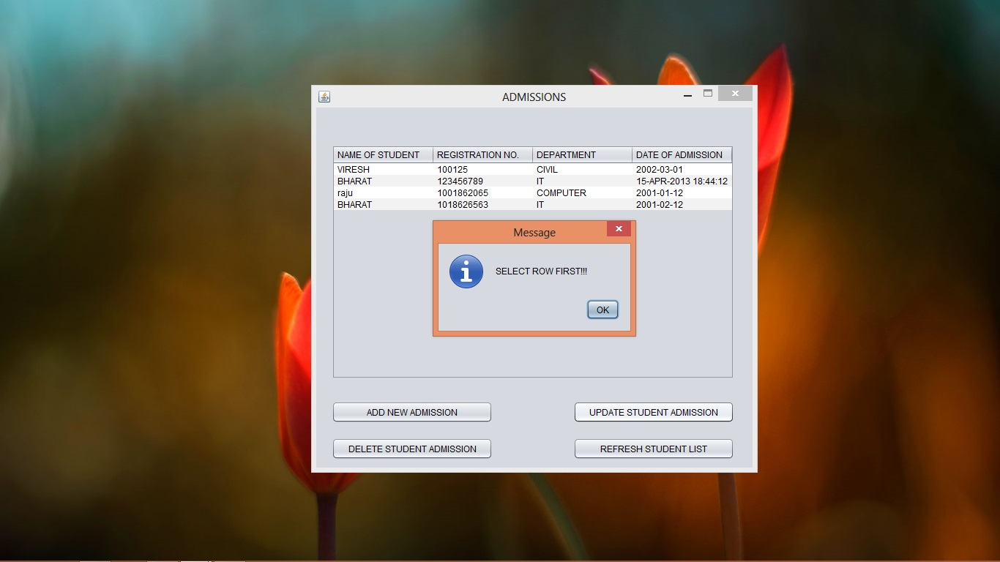 ADMISSIONS
NAME OF STUDENT REGISTRATION NO. DEPARTMENT DATE OF ADMISSION
VIRESH 100125 CIVIL 2002-03-01
BHARAT 123456789 IT 15-APR-2013 18:44:12
raju 1001862065 COMPUTER 2001-01-12
BHARAT 1018626563 IT 2001-02-12
Message
SELECT ROW FIRST!!!
OK
ADD NEW ADMISSION UPDATE STUDENT ADMISSION
DELETE STUDENT ADMISSION REFRESH STUDENT LIST